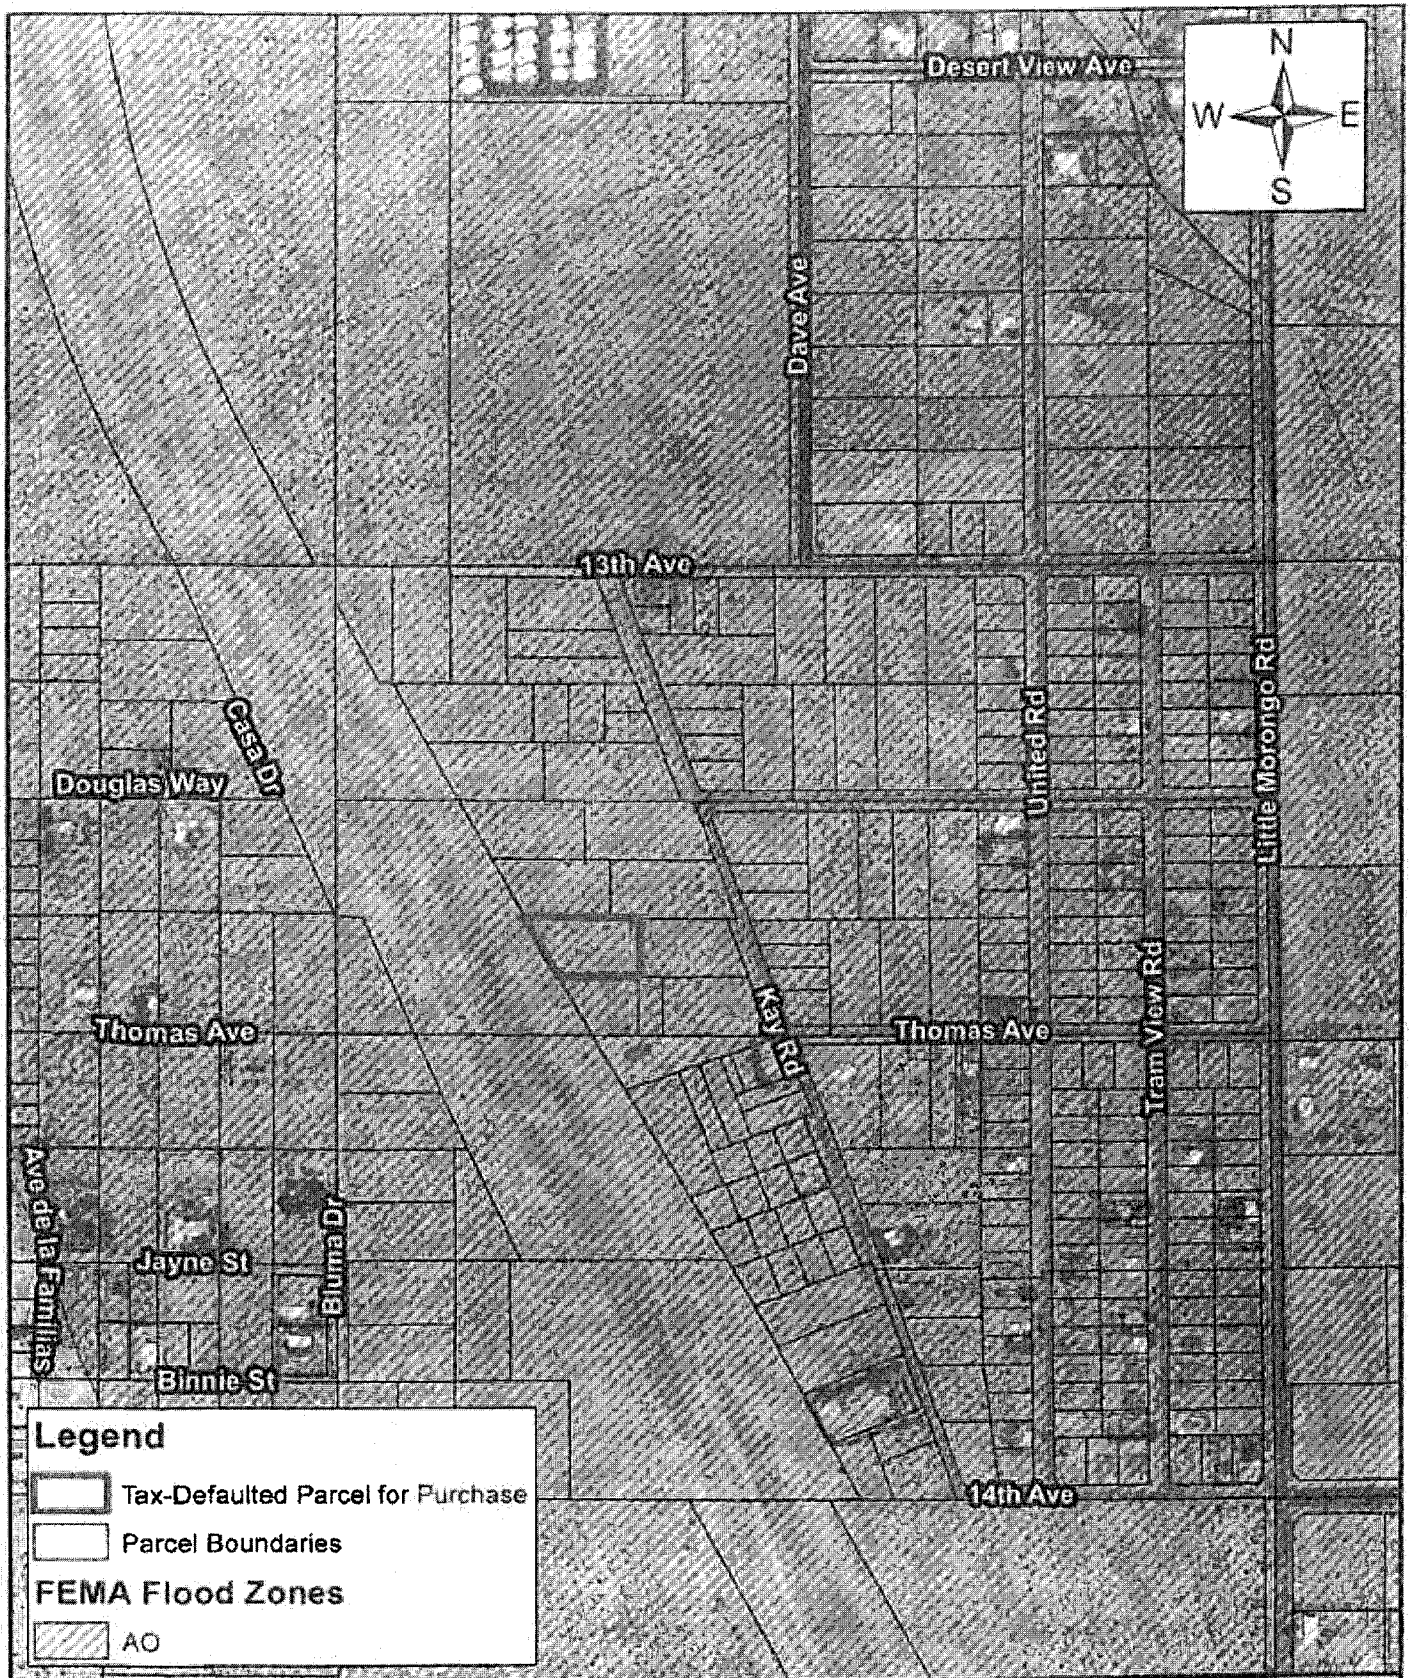 N
Desert View Ave
W E
S
Dave Ave
13th Ave
Casa Dr
United Rd
Little Morongo Rd
Douglas Way
Kay Rd
Tram View Rd
Thomas Ave
Thomas Ave
Ave de la Familias
Jayne St
Bluma Dr
Binnie St
Legend
Tax-Defaulted Parcel for Purchase
14th Ave
Parcel Boundaries
FEMA Flood Zones
AO